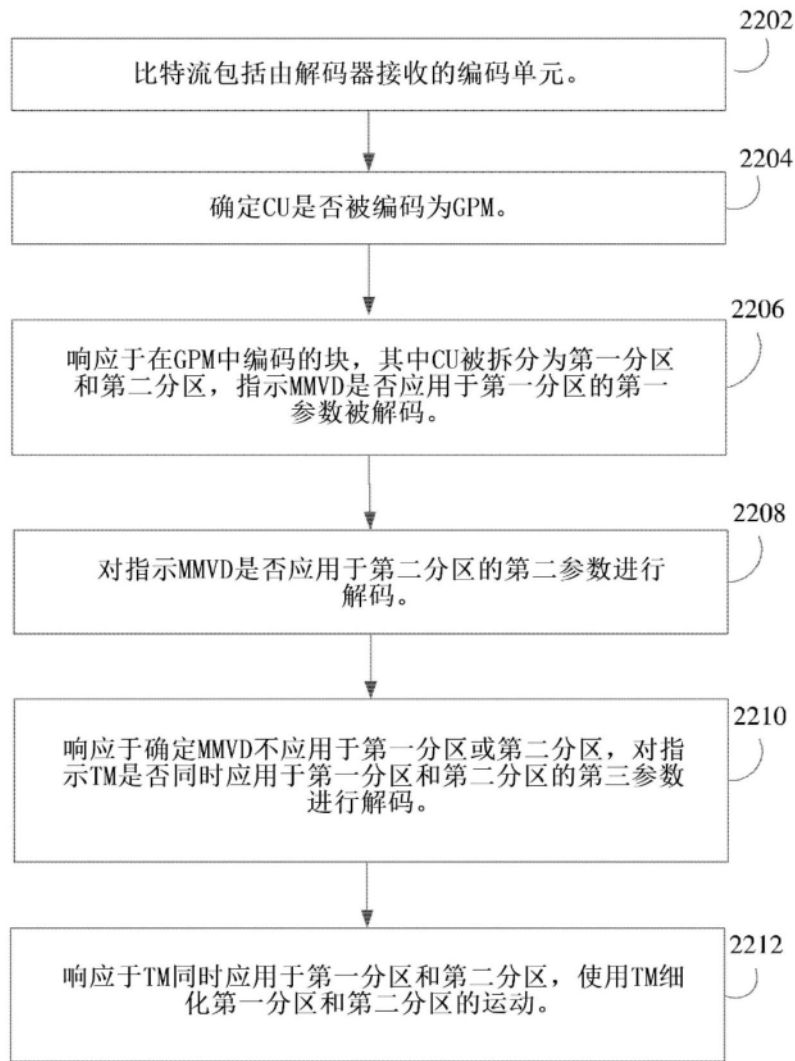 2202
比特流包括由解码器接收的编码单元。
2204
确定CU是否被编码为GPM。
2206
响应于在GPM中编码的块，其中CU被拆分为第一分区
和第二分区，指示MMVD是否应用于第一分区的第一
参数被解码。
2208
对指示MMVD是否应用于第二分区的第二参数进行
解码。
2210
响应于确定MMVD不应用于第一分区或第二分区，对指
示TM是否同时应用于第一分区和第二分区的第三参数
进行解码。
2212
响应于TM同时应用于第一分区和第二分区，使用TM细
化第一分区和第二分区的运动。